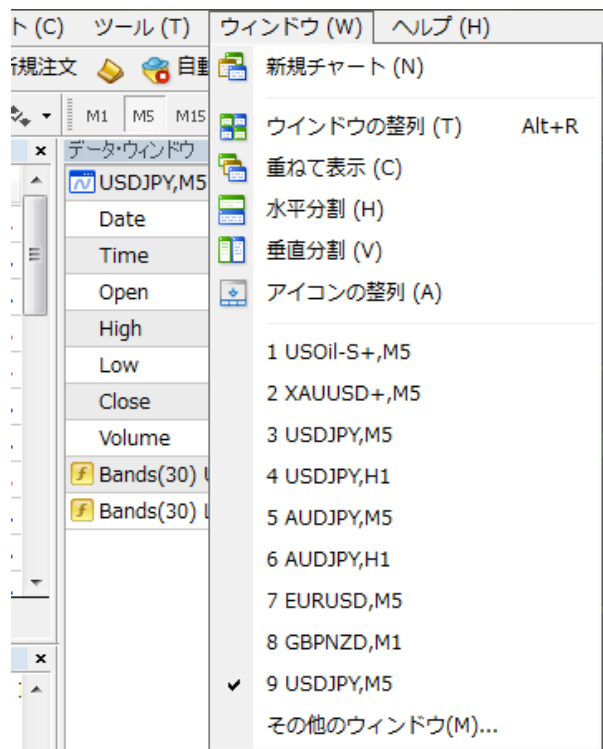 ト (C) ツール (T) ウィンドウ (W) ヘルプ (H)
新規注文 自動
M1 M5 M15
データ・ウィンドウ
USDJPY,M5
Date
Time
Open
High
Low
Close
Volume
Bands(30)
Bands(30)
新規チャート (N)
ウインドウの整列 (T) Alt+R
重ねて表示 (C)
水平分割 (H)
垂直分割 (V)
アイコンの整列 (A)
1 USOil-S+,M5
2 XAUUSD+,M5
3 USDJPY,M5
4 USDJPY,H1
5 AUDJPY,M5
6 AUDJPY,H1
7 EURUSD,M5
8 GBPNZD,M1
9 USDJPY,M5
その他のウィンドウ(M)...